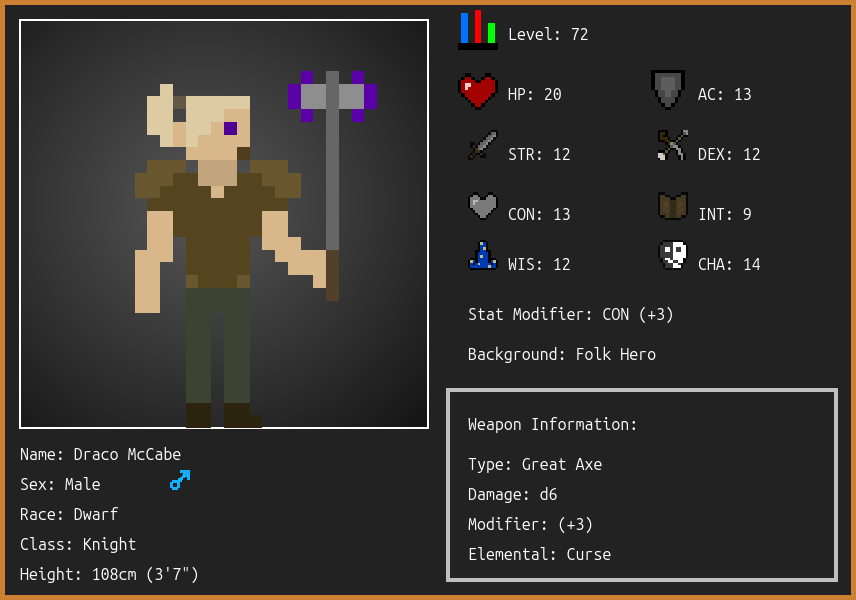 Level: 72
HP: 20
AC: 13
STR: 12
DEX: 12
CON: 13
INT: 9
WIS: 12
CHA: 14
Stat Modifier: CON (+3)
Background: Folk Hero
Weapon Information:
Type: Great Axe
Damage: d6
Modifier: (+3)
Elemental: Curse
Name: Draco McCabe
Sex: Male
Race: Dwarf
Class: Knight
Height: 108cm (3'7")